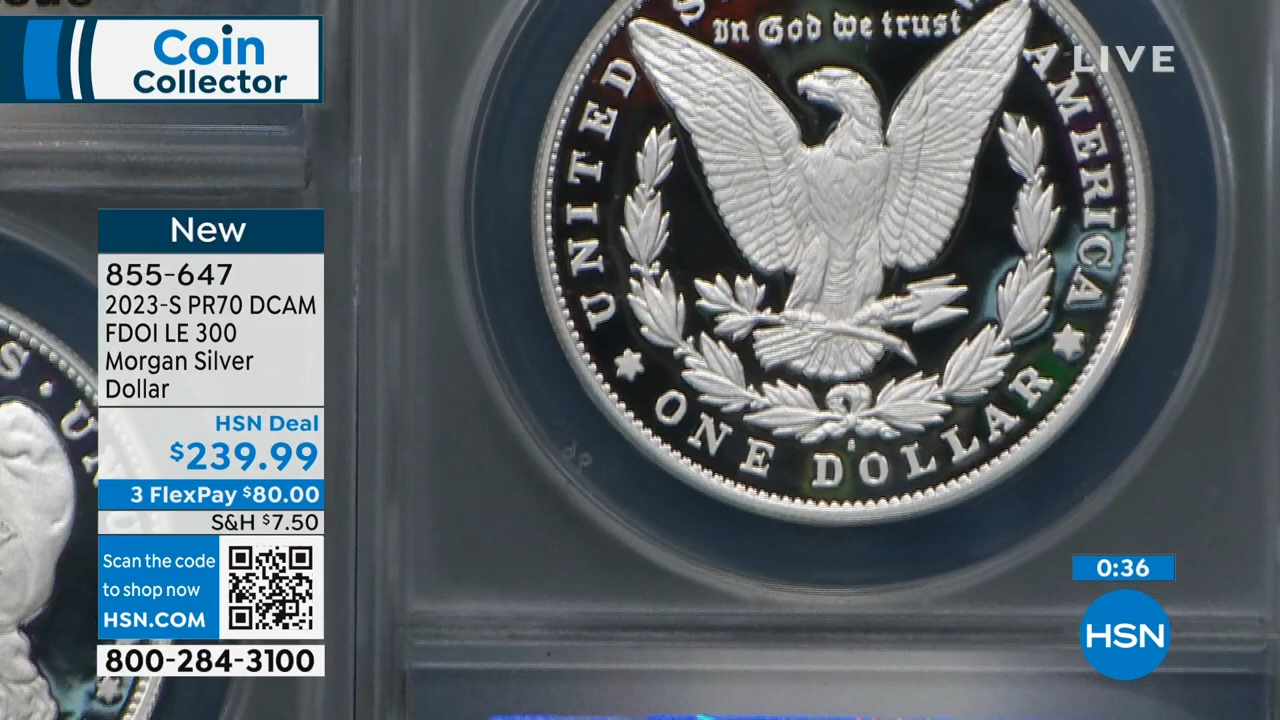 Coin
Collector
LIVE
In God we trust
UNITED S
AMERICA
ONE DOLLAR
S · U
New
855-647
2023-S PR70 DCAM
FDOI LE 300
Morgan Silver
Dollar
HSN Deal
$239.99
3 FlexPay $80.00
S&H $7.50
Scan the code
to shop now
HSN.COM
800-284-3100
0:36
HSN